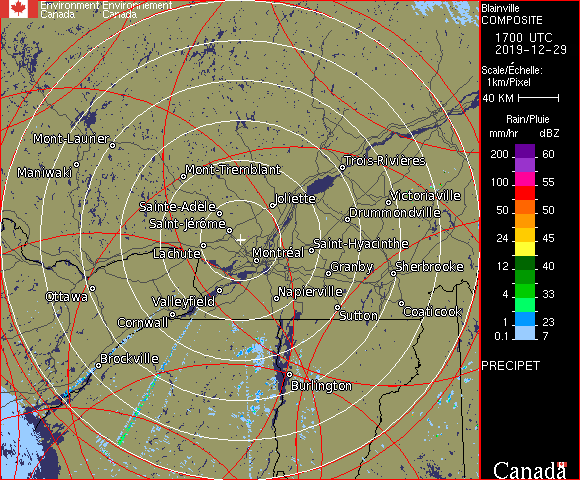 Environment Environnement
Canada Canada
Blainville
COMPOSITE
1700 UTC
2019-12-29
Scale/Échelle:
1km/Pixel
40 KM
Rain/Pluie
mm/hr dBZ
200 60
100 55
50 50
24 45
12 40
4 33
1 23
0.1 7
PRECIPET
Canada
Mont-Laurier
Maniwaki
Mont-Tremblant
Trois-Rivières
Joliette
Victoriaville
Sainte-Adèle
Drummondville
Saint-Jérôme
Lachute
Montréal
Saint-Hyacinthe
Granby
Sherbrooke
Ottawa
Valleyfield
Napierville
Cornwall
Sutton
Coaticook
Brockville
Burlington